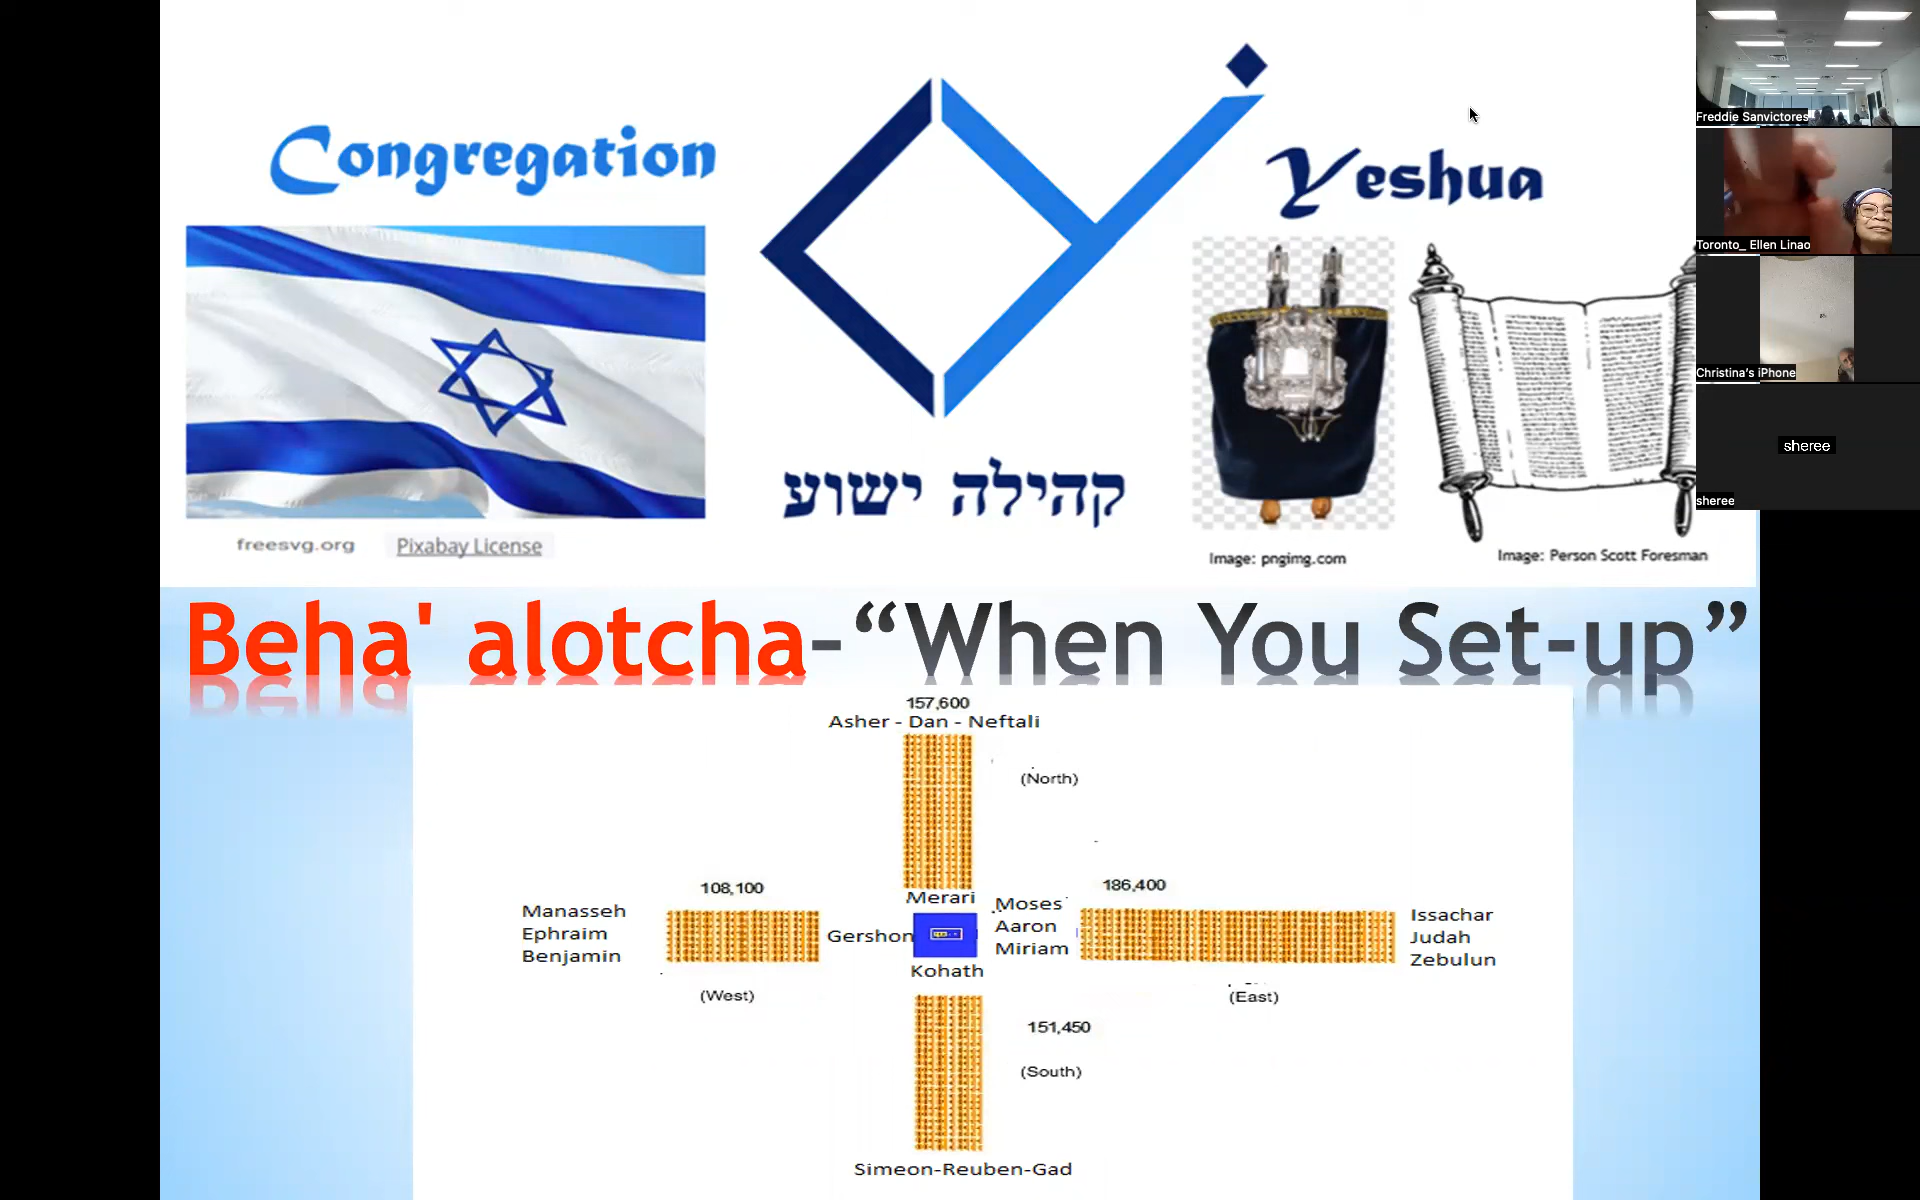 Congregation
Yeshua
קהילה ישוע
freesvg.org
Pixabay License
Image: pngimg.com
Image: Person Scott Foresman
Beha' alotcha-“When You Set-up”
157,600
Asher - Dan - Neftali
(North)
108,100
Manasseh
Ephraim
Benjamin
(West)
Merari
Gershon
Kohath
Moses
Aaron
Miriam
186,400
Issachar
Judah
Zebulun
(East)
151,450
(South)
Simeon-Reuben-Gad
Freddie Sanvictores
Toronto_ Ellen Linao
Christina’s iPhone
sheree
sheree